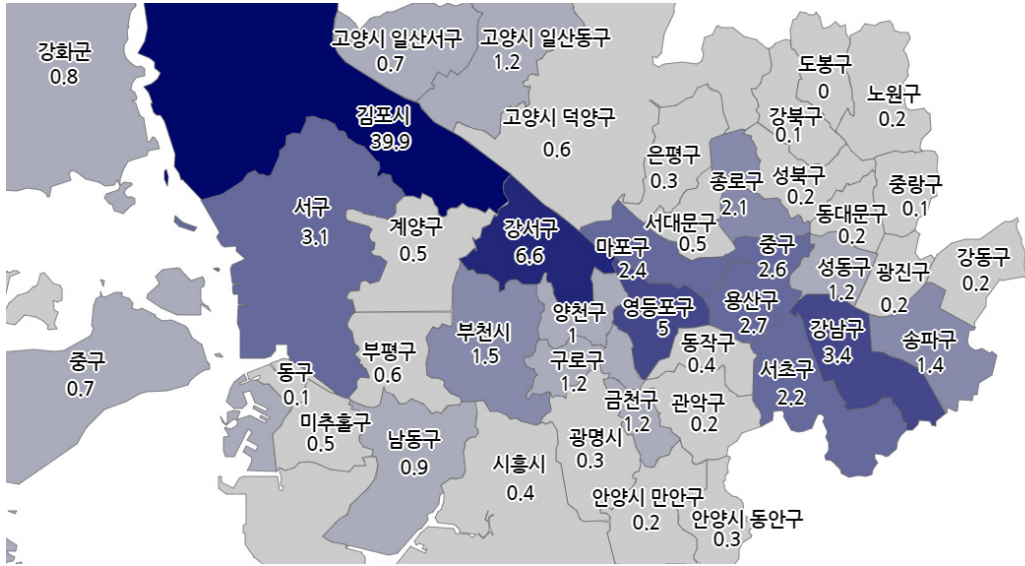 강화군
0.8
고양시 일산서구
0.7
고양시 일산동구
1.2
도봉구
0
노원구
0.2
김포시
39.9
고양시 덕양구
0.6
강북구
0.1
은평구
0.3
종로구
2.1
성북구
0.2
중랑구
0.1
서구
3.1
계양구
0.5
강서구
6.6
마포구
2.4
서대문구
0.5
중구
2.6
동대문구
0.2
성동구
1.2
광진구
0.2
강동구
0.2
중구
0.7
부평구
0.6
부천시
1.5
양천구
1
영등포구
5
용산구
2.7
강남구
3.4
송파구
1.4
동구
0.1
구로구
1.2
동작구
0.4
서초구
2.2
미추홀구
0.5
남동구
0.9
금천구
1.2
관악구
0.2
시흥시
0.4
광명시
0.3
안양시 만안구
0.2
안양시 동안구
0.3